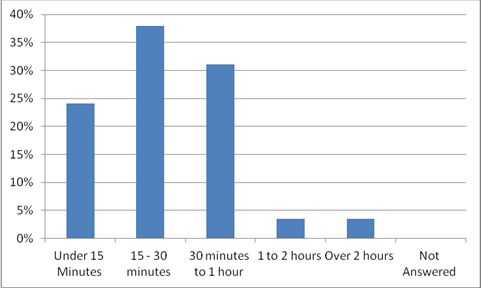 40%
35%
30%
25%
20%
15%
10%
5%
0%
Under 15
Minutes
15 - 30
minutes
30 minutes
to 1 hour
1 to 2 hours
Over 2 hours
Not
Answered